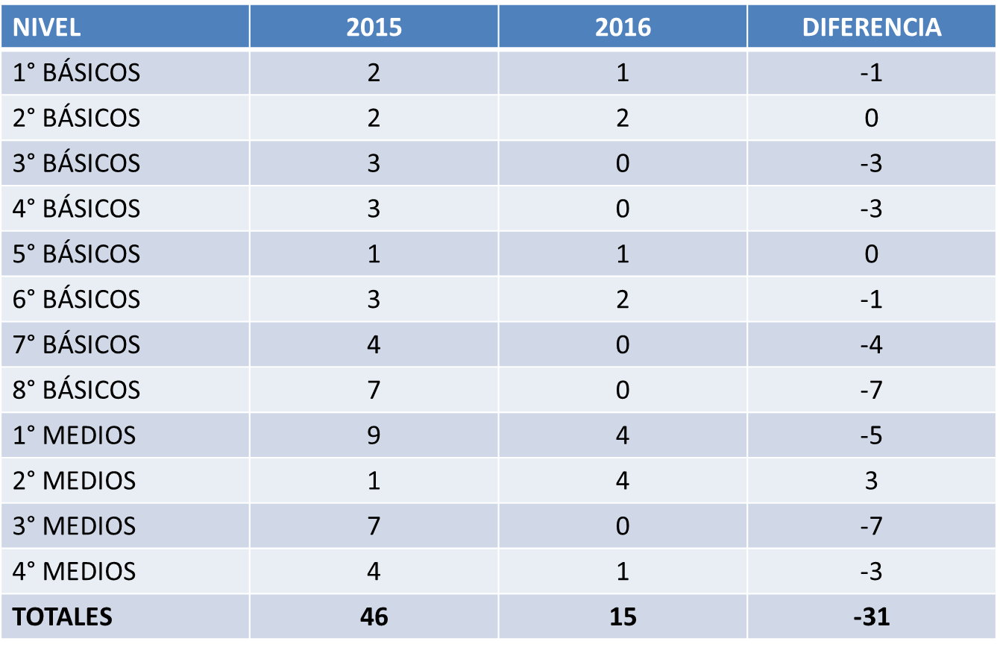 NIVEL 2015 2016 DIFERENCIA
1° BÁSICOS 2 1 -1
2° BÁSICOS 2 2 0
3° BÁSICOS 3 0 -3
4° BÁSICOS 3 0 -3
5° BÁSICOS 1 1 0
6° BÁSICOS 3 2 -1
7° BÁSICOS 4 0 -4
8° BÁSICOS 7 0 -7
1° MEDIOS 9 4 -5
2° MEDIOS 1 4 3
3° MEDIOS 7 0 -7
4° MEDIOS 4 1 -3
TOTALES 46 15 -31